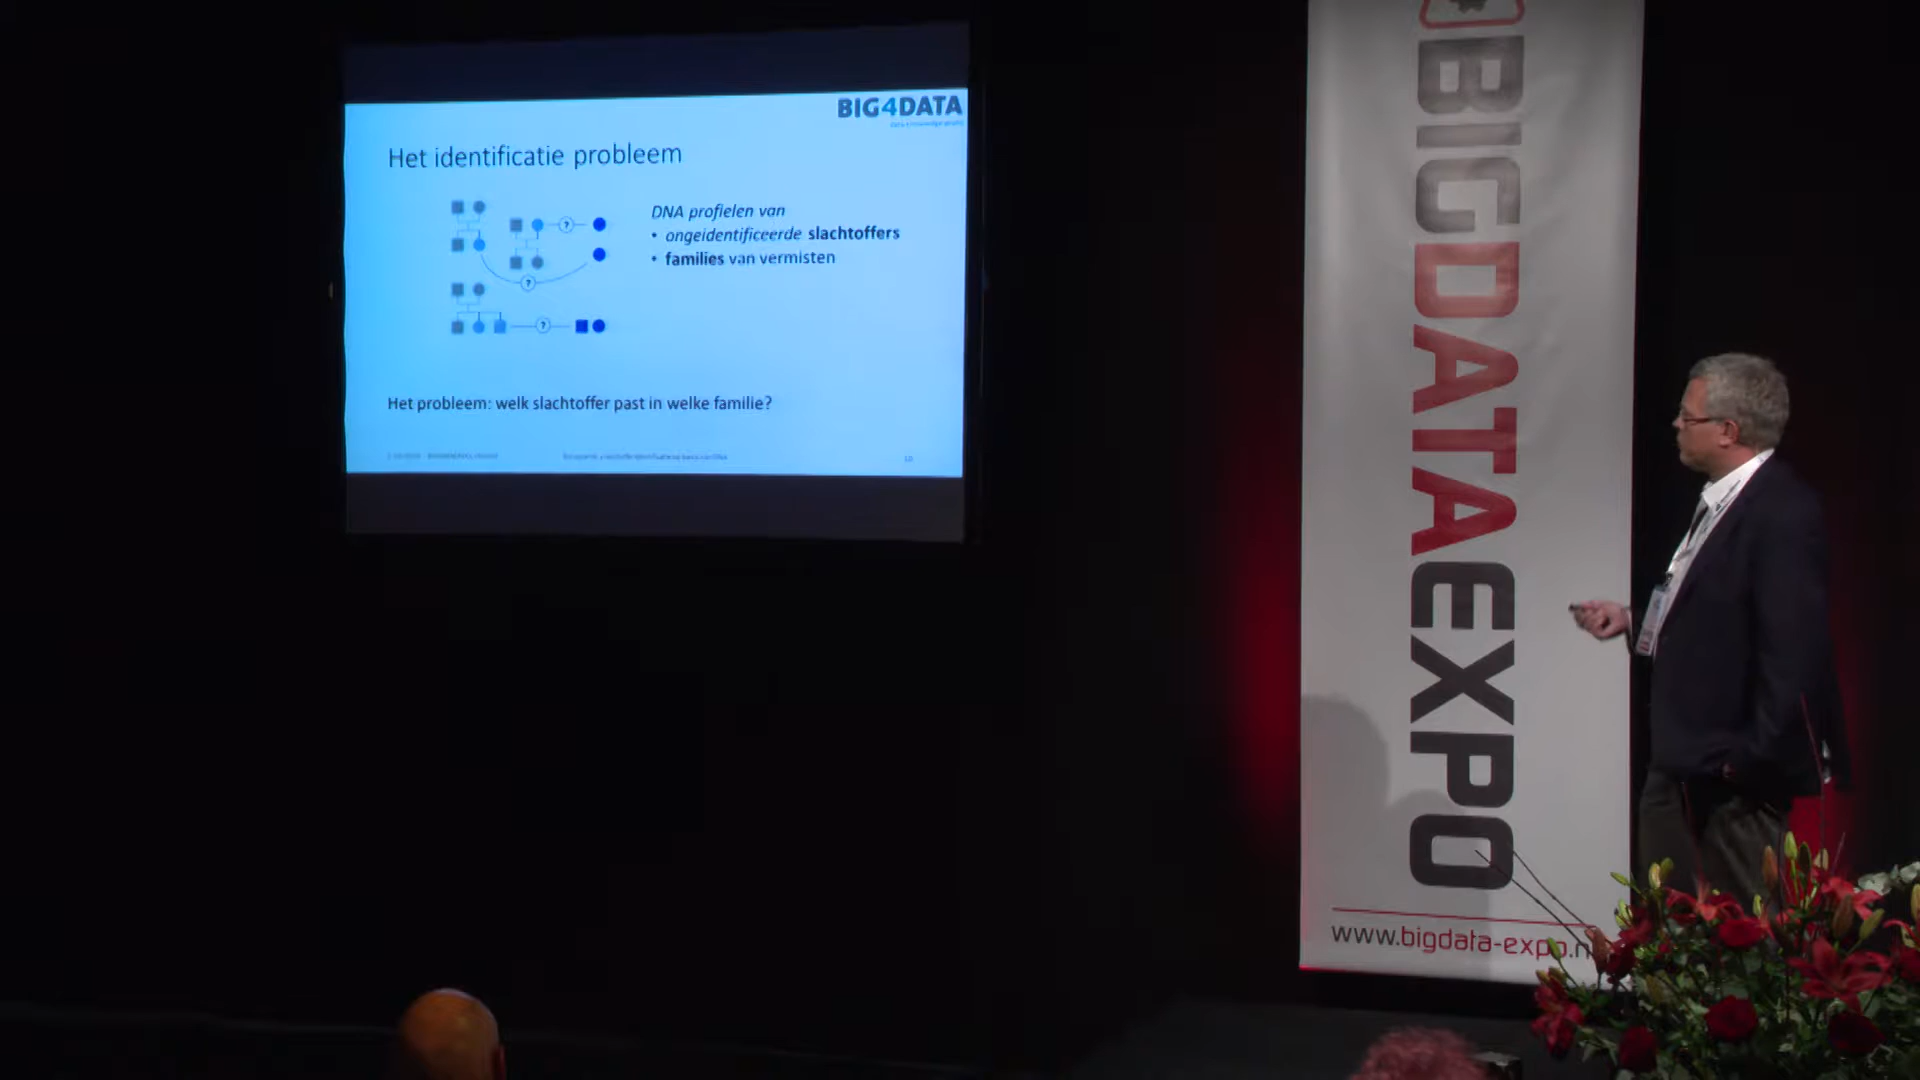 BIG4DATA
Het identificatie probleem
DNA profielen van
• ongeidentificeerde slachtoffers
• families van vermisten
?
?
?
Het probleem: welk slachtoffer past in welke familie?
10
BIGDATAEXPO
www.bigdata-expo.n